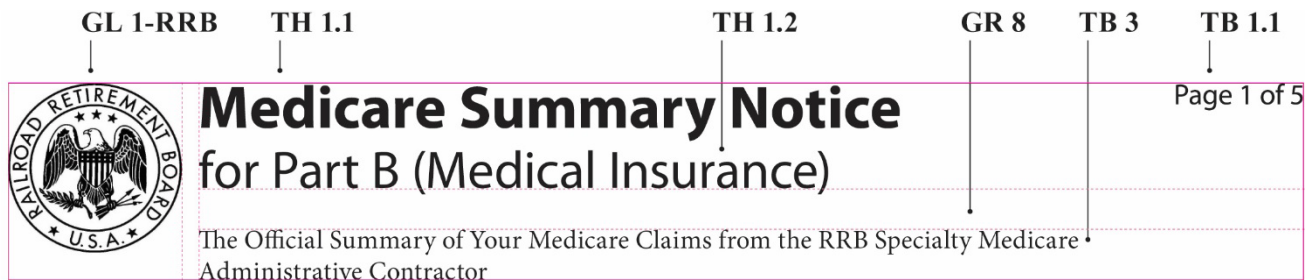 GL 1-RRB TH 1.1 TH 1.2 GR 8 TB 3 TB 1.1
RAILROAD RETIREMENT BOARD
U.S.A.
Medicare Summary Notice
Page 1 of 5
for Part B (Medical Insurance)
The Official Summary of Your Medicare Claims from the RRB Specialty Medicare
Administrative Contractor